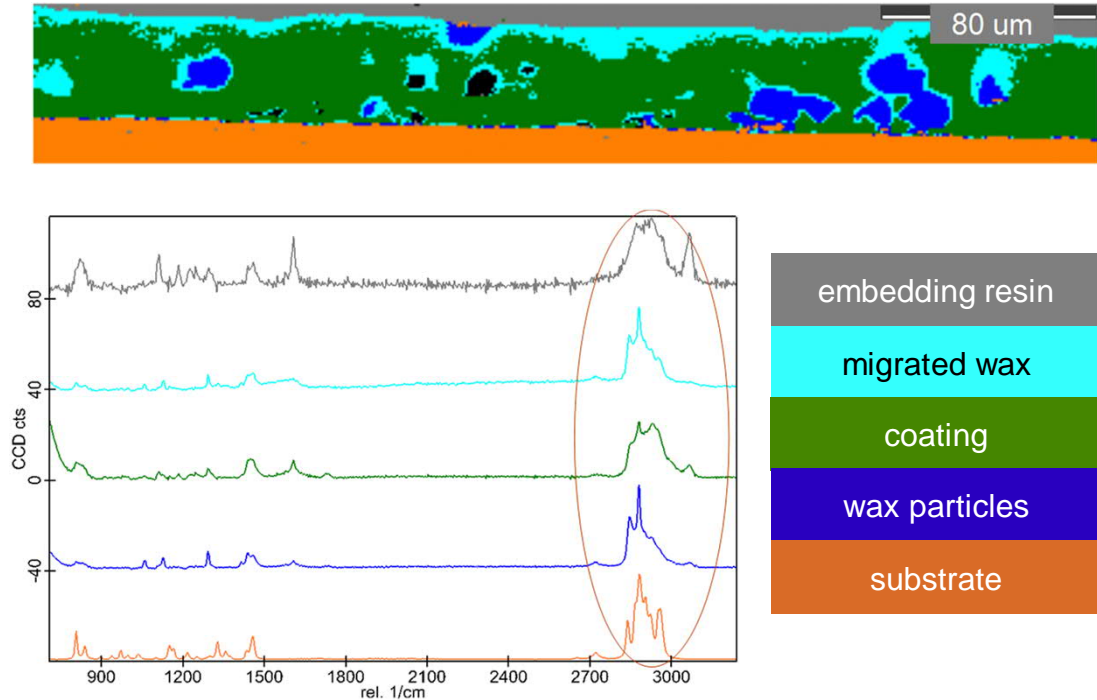 80 um
80
40
0
-40
CCD cts
900 1200 1500 1800 2100 2400 2700 3000
rel. 1/cm
embedding resin
migrated wax
coating
wax particles
substrate